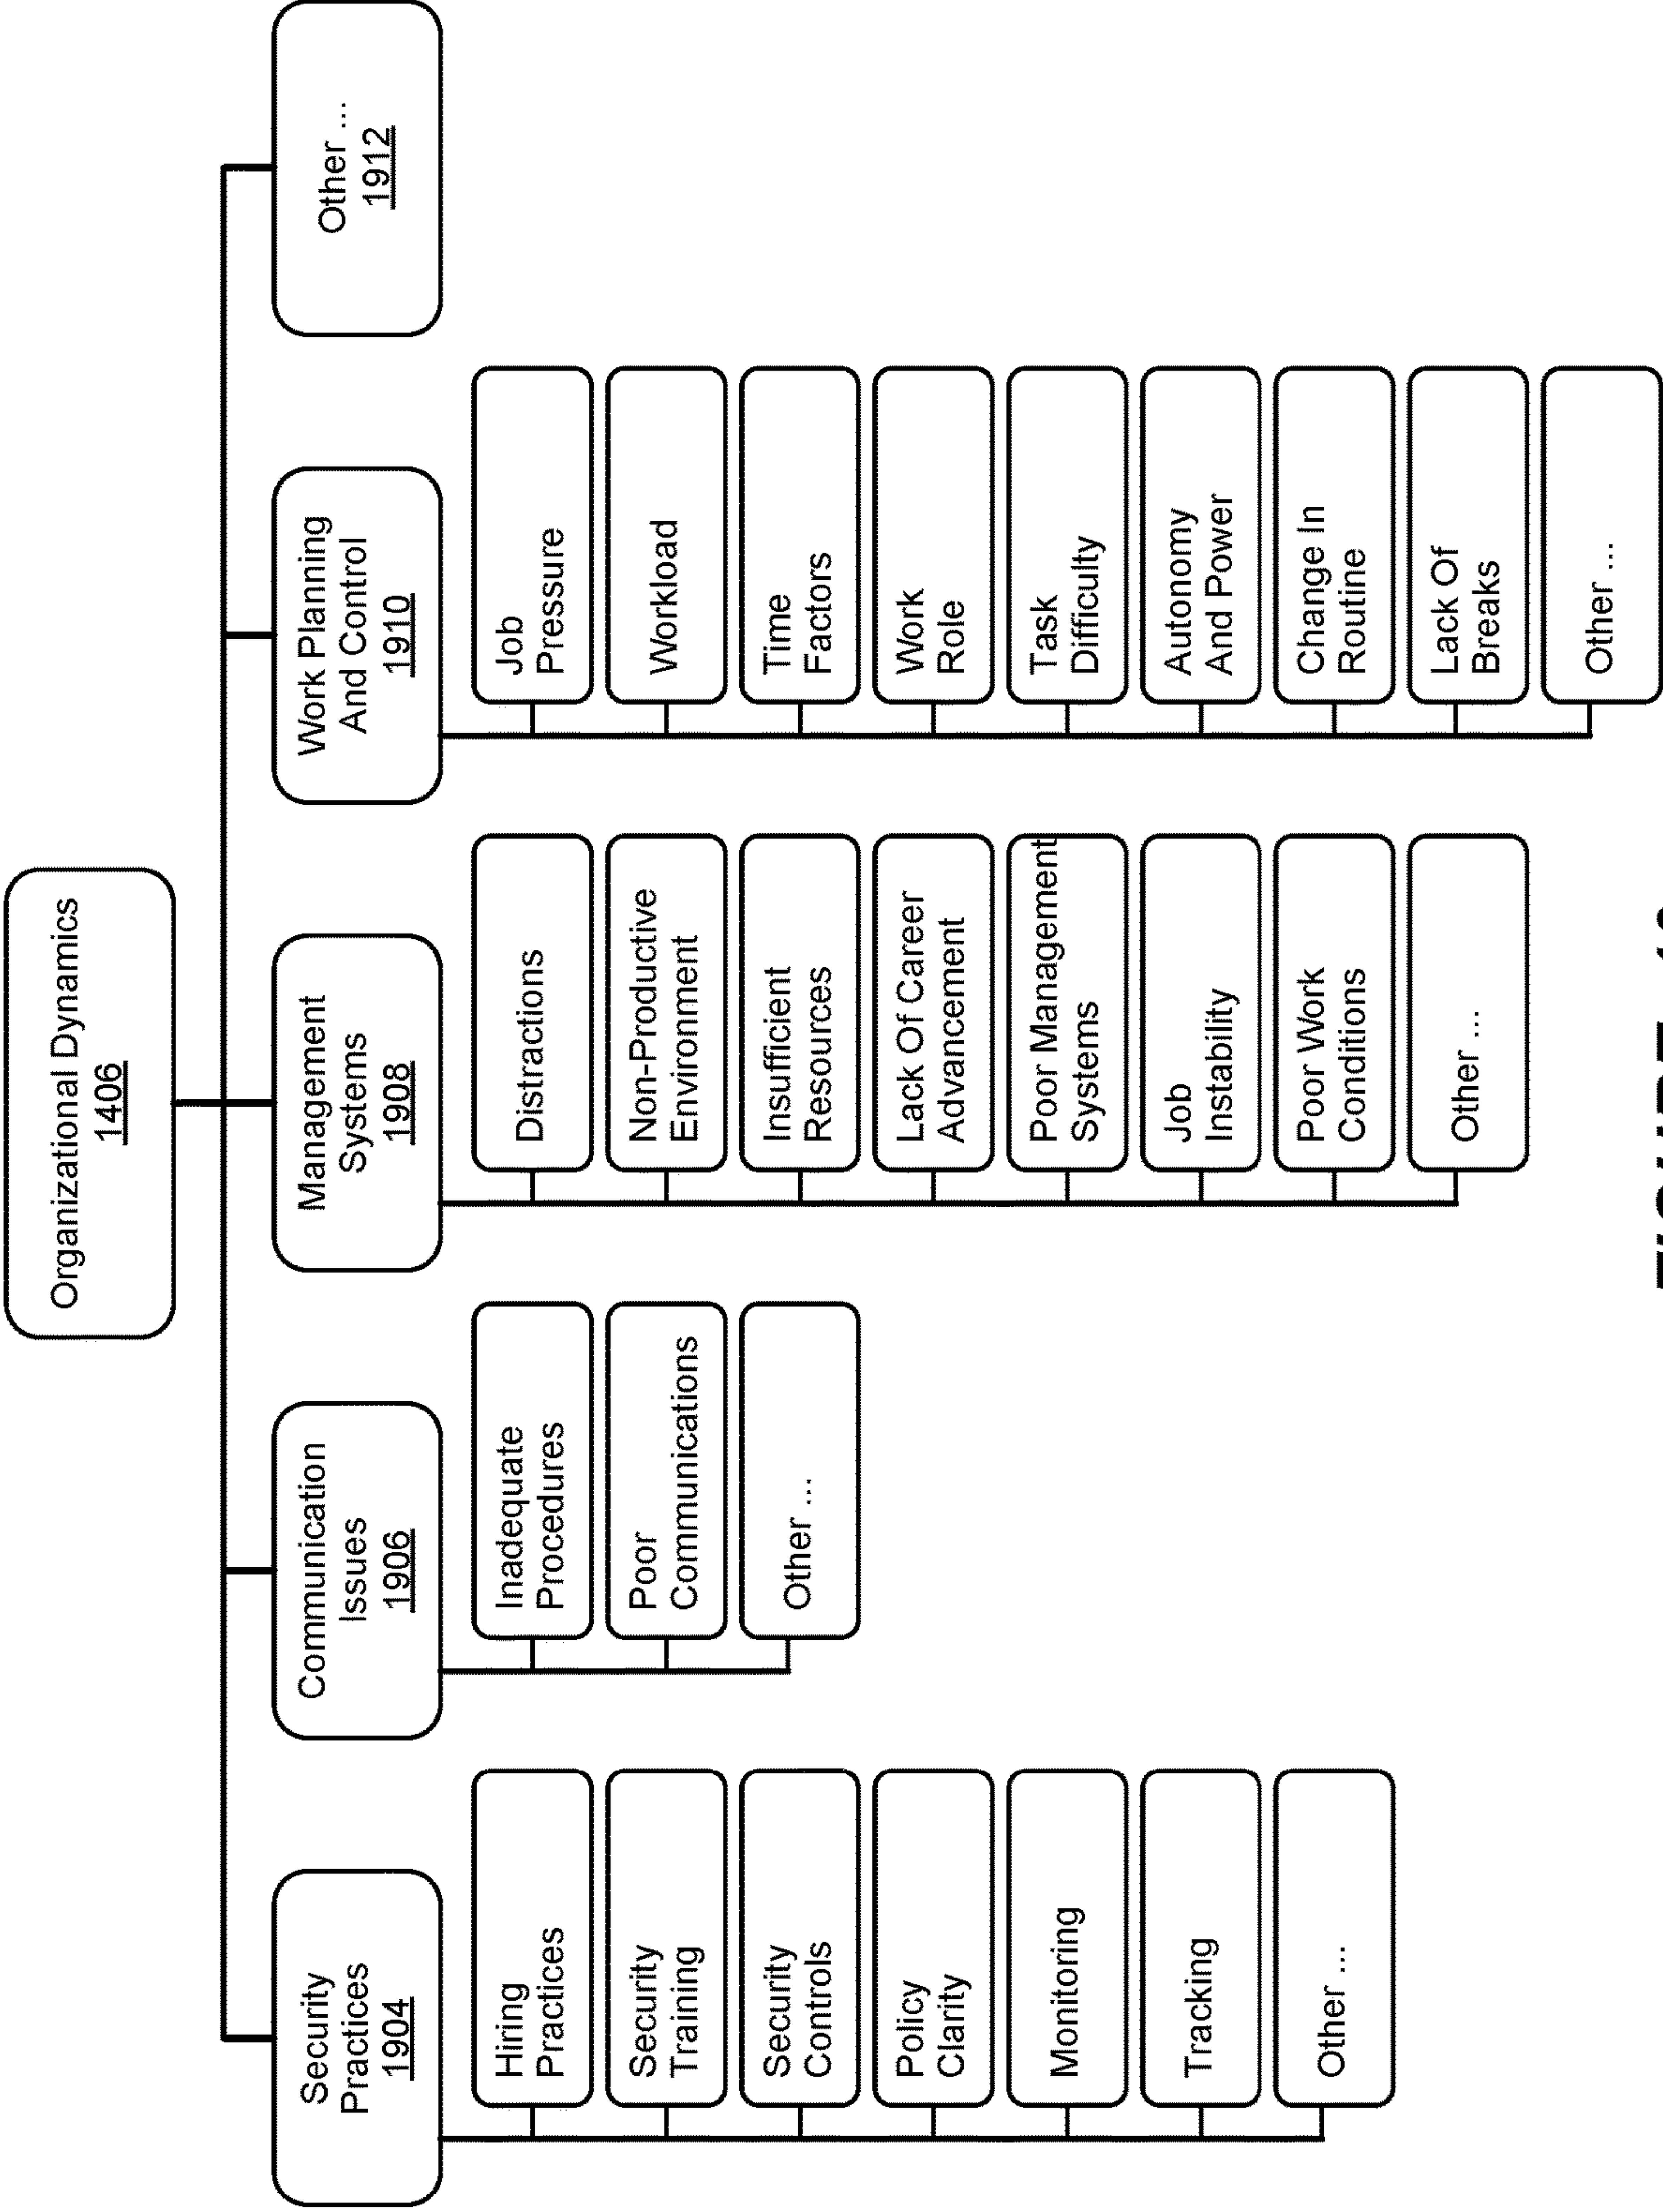 Organizational Dynamics
1406
Security
Practices
1904
Hiring
Practices
Security
Training
Security
Controls
Policy
Clarity
Monitoring
Tracking
Other ...
Communication
Issues
1906
Inadequate
Procedures
Poor
Communications
Other ...
Management
Systems
1908
Distractions
Non-Productive
Environment
Insufficient
Resources
Lack Of Career
Advancement
Poor Management
Systems
Job
Instability
Poor Work
Conditions
Other ...
Work Planning
And Control
1910
Job
Pressure
Workload
Time
Factors
Work
Role
Task
Difficulty
Autonomy
And Power
Change In
Routine
Lack Of
Breaks
Other ...
Other ...
1912